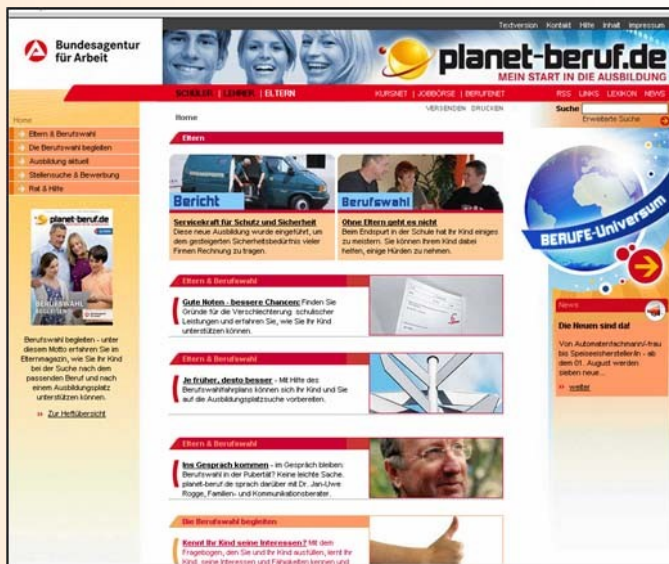 Textversion Kontakt Hilfe Inhalt Impressum
Bundesagentur
für Arbeit
planet-beruf.de
MEIN START IN DIE AUSBILDUNG
SCHÜLER | LEHRER | ELTERN
KURSNET | JOBBÖRSE | BERUFENET
RSS LINKS LEXIKON NEWS
VERSENDEN DRUCKEN
Suche
Erweiterte Suche
Home
Eltern & Berufswahl
Die Berufswahl begleiten
Ausbildung aktuell
Stellensuche & Bewerbung
Rat & Hilfe
planet-beruf.de
BERUFSWAHL
BEGLEITEN
Berufswahl begleiten - unter
diesem Motto erfahren Sie im
Elternmagazin, wie Sie Ihr Kind
bei der Suche nach dem
passenden Beruf und nach
einem Ausbildungsplatz
unterstützen können.
Zur Heftübersicht
Home
Eltern
Bericht
Servicekraft für Schutz und Sicherheit
Diese neue Ausbildung wurde eingeführt, um
dem gesteigerten Sicherheitsbedürfnis vieler
Firmen Rechnung zu tragen.
Berufswahl
Ohne Eltern geht es nicht
Beim Endspurt in der Schule hat Ihr Kind einiges
zu meistern. Sie können Ihrem Kind dabei
helfen, einige Hürden zu nehmen.
Eltern & Berufswahl
Gute Noten - bessere Chancen: Finden Sie
Gründe für die Verschlechterung schulischer
Leistungen und erfahren Sie, wie Sie Ihr Kind
unterstützen können.
Eltern & Berufswahl
Je früher, desto besser - Mit Hilfe des
Berufswahlfahrplans können sich Ihr Kind und Sie
auf die Ausbildungsplatzsuche vorbereiten.
Eltern & Berufswahl
Ins Gespräch kommen - im Gespräch bleiben:
Berufswahl in der Pubertät? Keine leichte Sache.
planet-beruf.de sprach darüber mit Dr. Jan-Uwe
Rogge, Familien- und Kommunikationsberater.
Die Berufswahl begleiten
Kennt Ihr Kind seine Interessen? Mit dem
Fragebogen, den Sie und Ihr Kind ausfüllen, lernt Ihr
Kind, seine Interessen und Fähigkeiten kennen und
BERUFE-Universum
News
Die Neuen sind da!
Von Automatenfachmann/-frau
bis Speiseeishersteller/in - ab
dem 01. August werden
sieben neue...
weiter